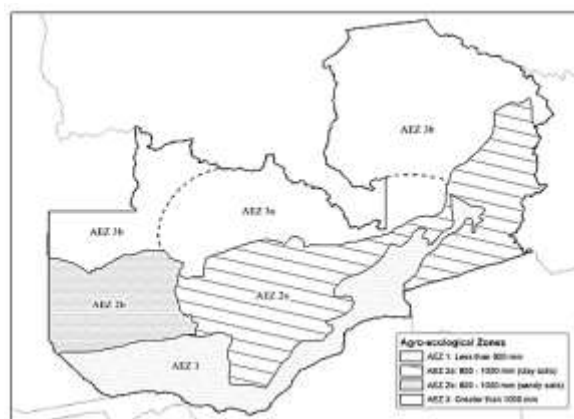 AEZ 3b
AEZ 3a
AEZ 3b
AEZ 2b
AEZ 2a
AEZ 3
Agro-ecological Zones
AEZ 1: Less than 800 mm
AEZ 2a: 800 - 1000 mm (clay soils)
AEZ 2b: 800 - 1000 mm (sandy soils)
AEZ 3: Greater than 1000 mm